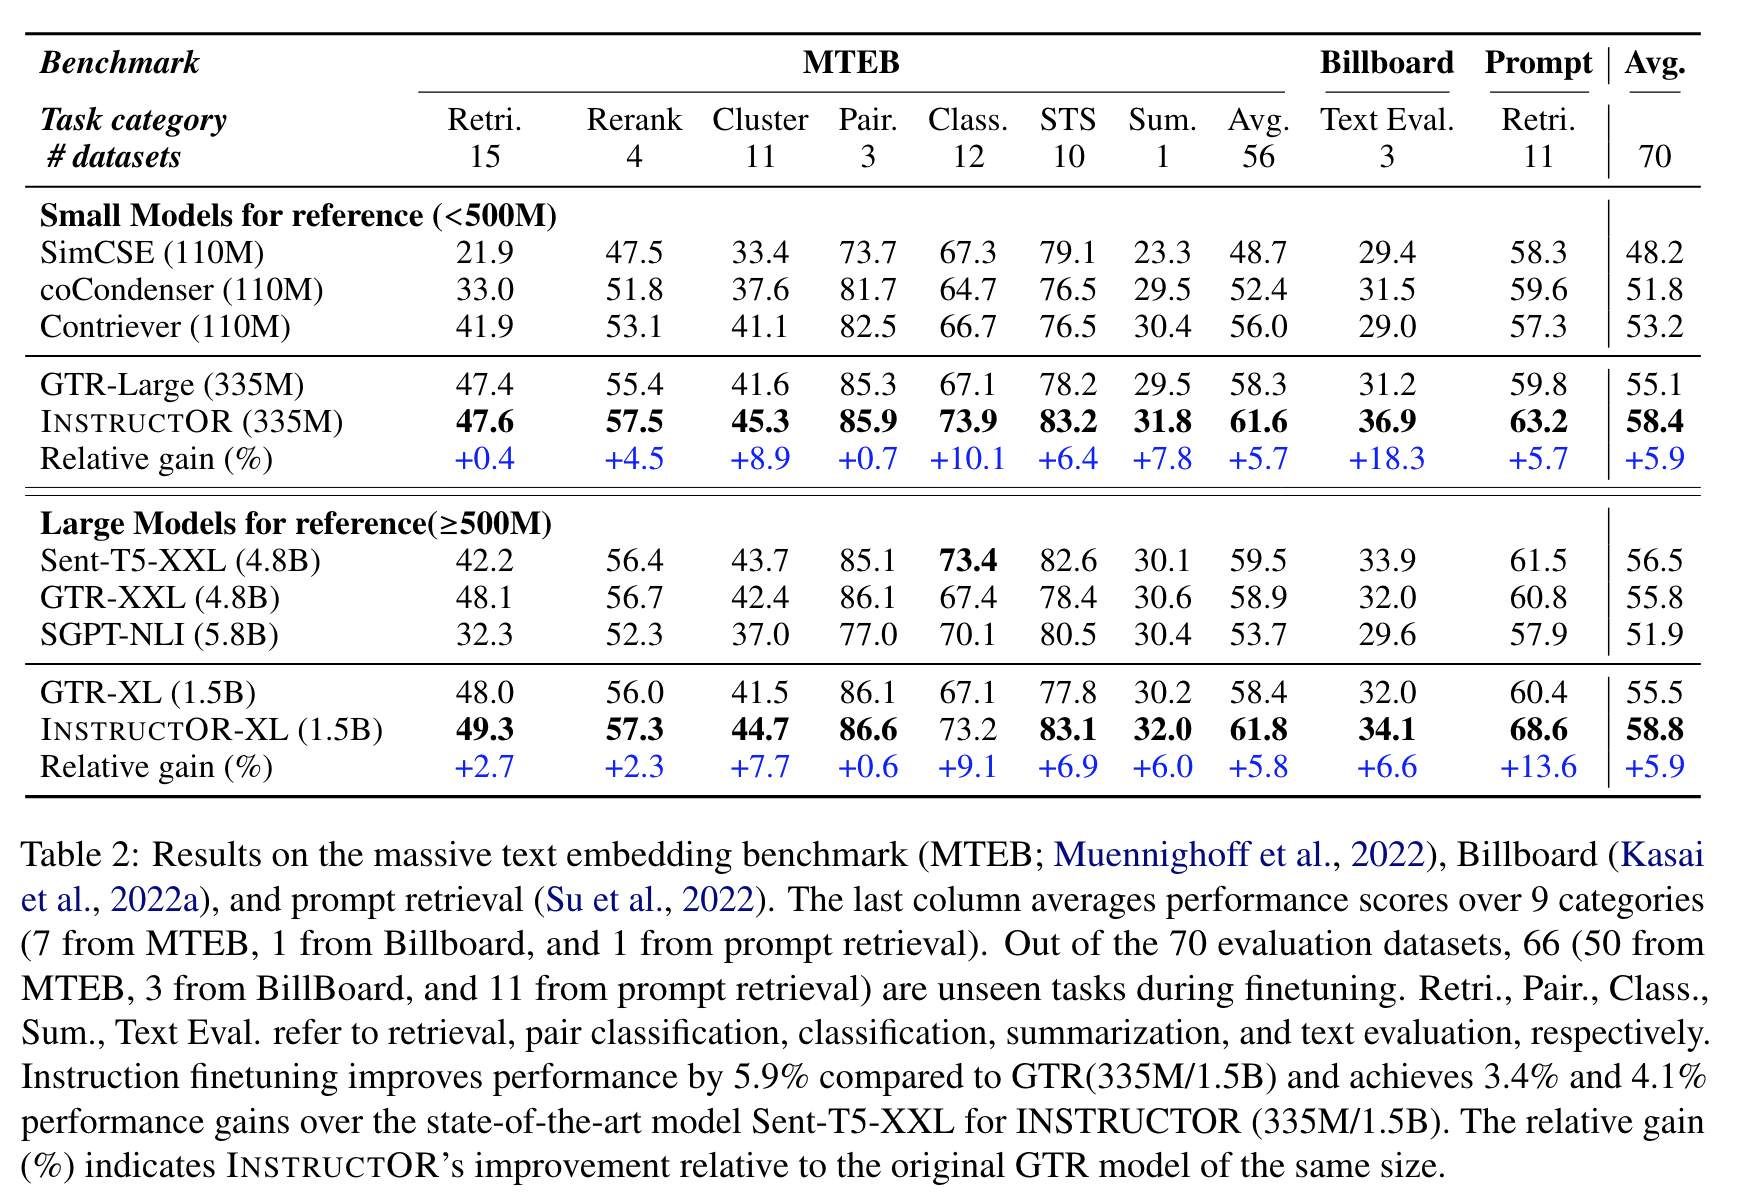 Benchmark MTEB Billboard Prompt Avg.
Task category Retri. Rerank Cluster Pair. Class. STS Sum. Avg. Text Eval. Retri.
# datasets 15 4 11 3 12 10 1 56 3 11 70
Small Models for reference (<500M)
SimCSE (110M) 21.9 47.5 33.4 73.7 67.3 79.1 23.3 48.7 29.4 58.3 48.2
coCondenser (110M) 33.0 51.8 37.6 81.7 64.7 76.5 29.5 52.4 31.5 59.6 51.8
Contriever (110M) 41.9 53.1 41.1 82.5 66.7 76.5 30.4 56.0 29.0 57.3 53.2
GTR-Large (335M) 47.4 55.4 41.6 85.3 67.1 78.2 29.5 58.3 31.2 59.8 55.1
INSTRUCTOR (335M) 47.6 57.5 45.3 85.9 73.9 83.2 31.8 61.6 36.9 63.2 58.4
Relative gain (%) +0.4 +4.5 +8.9 +0.7 +10.1 +6.4 +7.8 +5.7 +18.3 +5.7 +5.9
Large Models for reference(≥500M)
Sent-T5-XXL (4.8B) 42.2 56.4 43.7 85.1 73.4 82.6 30.1 59.5 33.9 61.5 56.5
GTR-XXL (4.8B) 48.1 56.7 42.4 86.1 67.4 78.4 30.6 58.9 32.0 60.8 55.8
SGPT-NLI (5.8B) 32.3 52.3 37.0 77.0 70.1 80.5 30.4 53.7 29.6 57.9 51.9
GTR-XL (1.5B) 48.0 56.0 41.5 86.1 67.1 77.8 30.2 58.4 32.0 60.4 55.5
INSTRUCTOR-XL (1.5B) 49.3 57.3 44.7 86.6 73.2 83.1 32.0 61.8 34.1 68.6 58.8
Relative gain (%) +2.7 +2.3 +7.7 +0.6 +9.1 +6.9 +6.0 +5.8 +6.6 +13.6 +5.9
Table 2: Results on the massive text embedding benchmark (MTEB; Muennighoff et al., 2022), Billboard (Kasai
et al., 2022a), and prompt retrieval (Su et al., 2022). The last column averages performance scores over 9 categories
(7 from MTEB, 1 from Billboard, and 1 from prompt retrieval). Out of the 70 evaluation datasets, 66 (50 from
MTEB, 3 from BillBoard, and 11 from prompt retrieval) are unseen tasks during finetuning. Retri., Pair., Class.,
Sum., Text Eval. refer to retrieval, pair classification, classification, summarization, and text evaluation, respectively.
Instruction finetuning improves performance by 5.9% compared to GTR(335M/1.5B) and achieves 3.4% and 4.1%
performance gains over the state-of-the-art model Sent-T5-XXL for INSTRUCTOR (335M/1.5B). The relative gain
(%) indicates INSTRUCTOR's improvement relative to the original GTR model of the same size.